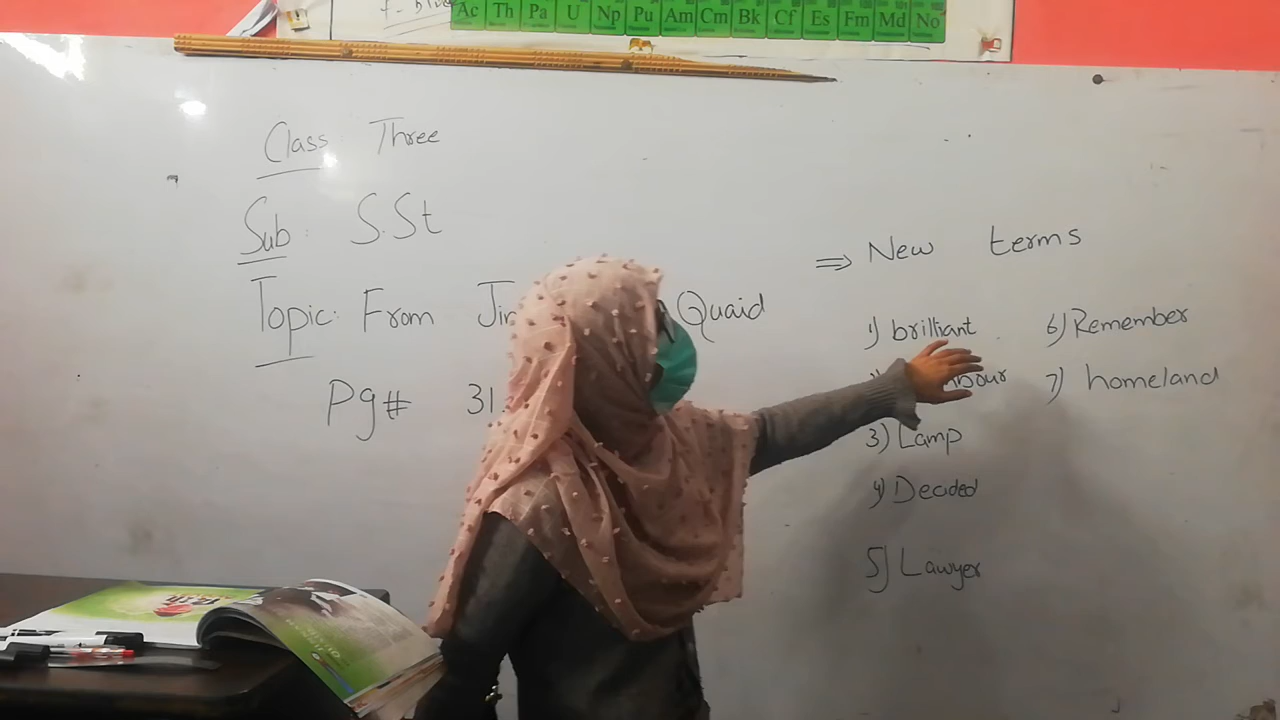 Ac Th Pa U Np Pu Am Cm Bk Cf Es Fm Md No
Class Three
Sub: S.St
Topic: From Quaid
Pg# 31
⇒ New terms
1) brilliant
3) Lamp
4) Decided
5) Lawyer
6) Remember
7) homeland